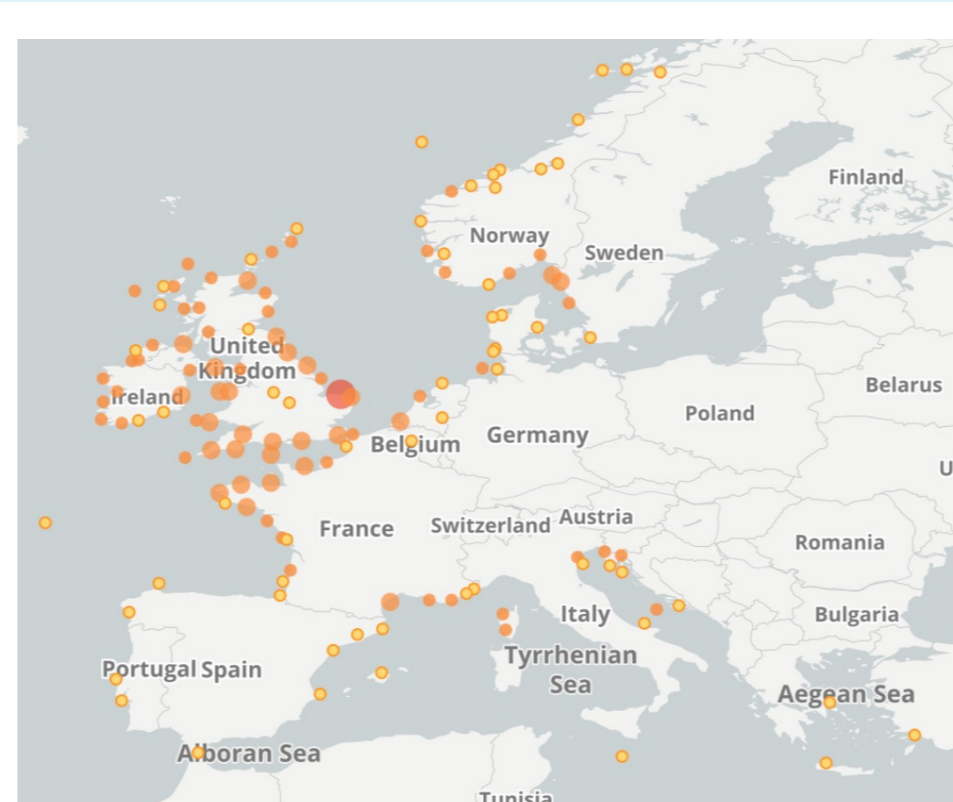 Finland
Norway
Sweden
United
Kingdom
Ireland
Belarus
Poland
Belgium
Germany
U
Austria
Switzerland
France
Romania
Italy
Bulgaria
Tyrrhenian
Sea
Portugal
Spain
Aegean Sea
Alboran Sea
Tunisia